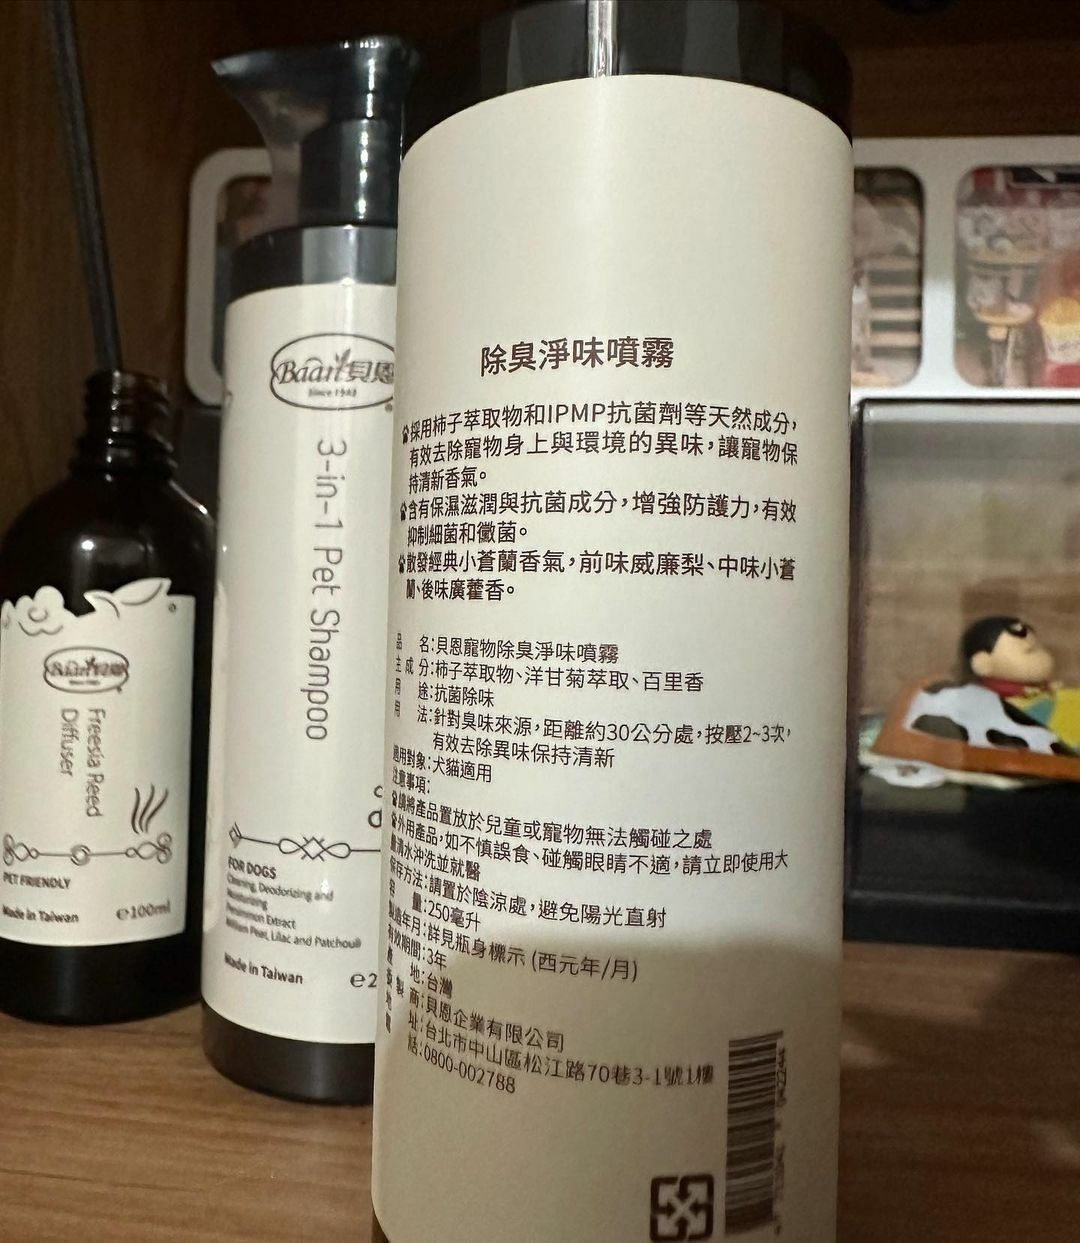 除臭淨味噴霧
採用柿子萃取物和IPMP抗菌劑等天然成分,
有效去除寵物身上與環境的異味,讓寵物保
持清新香氣。
含有保濕滋潤與抗菌成分,增強防護力,有效
抑制細菌和黴菌。
散發經典小蒼蘭香氣,前味威廉梨、中味小蒼
蘭、後味廣藿香。
品 名:貝恩寵物除臭淨味噴霧
主成分:柿子萃取物、洋甘菊萃取、百里香
用 途:抗菌除味
用 法:針對臭味來源,距離約30公分處,按壓2~3次,
有效去除異味保持清新
適用對象:犬貓適用
注意事項:
請將產品置放於兒童或寵物無法觸碰之處
外用產品,如不慎誤食、碰觸眼睛不適,請立即使用大
量清水沖洗並就醫
保存方法:請置於陰涼處,避免陽光直射
容 量:250毫升
製造年月:詳見瓶身標示 (西元年/月)
有效期間:3年
產 地:台灣
製 商:貝恩企業有限公司
地 址:台北市中山區松江路70巷3-1號1樓
電 話:0800-002788
Baan貝恩
Since 1942
3-in-1 Pet Shampoo
FOR DOGS
Cleaning, Deodorizing and
Moisturizing
Persimmon Extract
William Pear, Lilac and Patchouli
Made in Taiwan
Baan貝恩
Freesia Reed
Diffuser
PET FRIENDLY
Made in Taiwan
e100ml